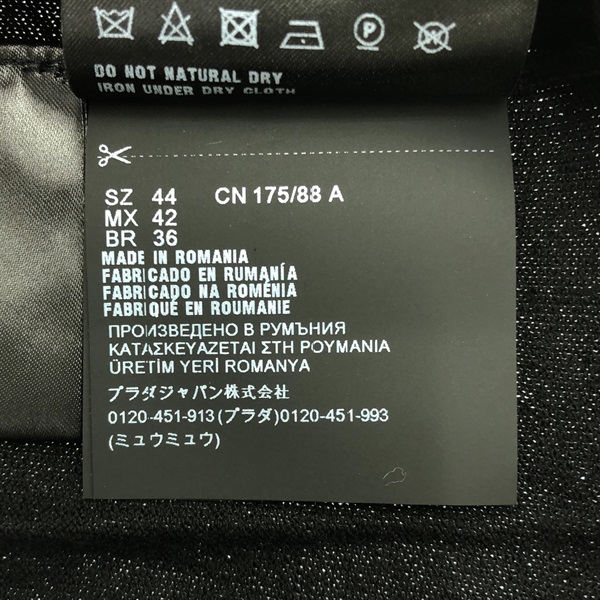 DO NOT NATURAL DRY
IRON UNDER DRY CLOTH
SZ 44 CN 175/88 A
MX 42
BR 36
MADE IN ROMANIA
FABRICADO EN RUMANÍA
FABRICADO NA ROMÉNIA
FABRIQUÉ EN ROUMANIE
ПРОИЗВЕДЕНО В РУМЪНИЯ
ΚΑΤΑΣΚΕΥΑΖΕΤΑΙ ΣΤΗ ΡΟΥΜΑΝΙΑ
ÜRETİM YERİ ROMANYA
プラダジャパン株式会社
0120-451-913(プラダ)0120-451-993
(ミュウミュウ)